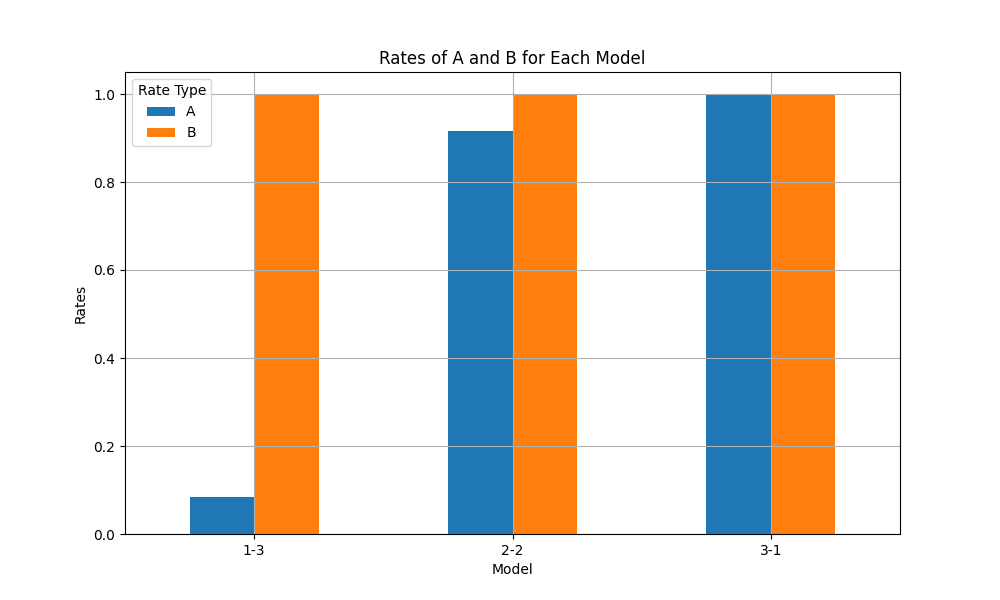 Rates of A and B for Each Model
Rate Type
A
B
1.0
0.8
0.6
0.4
0.2
0.0
Rates
1-3
2-2
3-1
Model